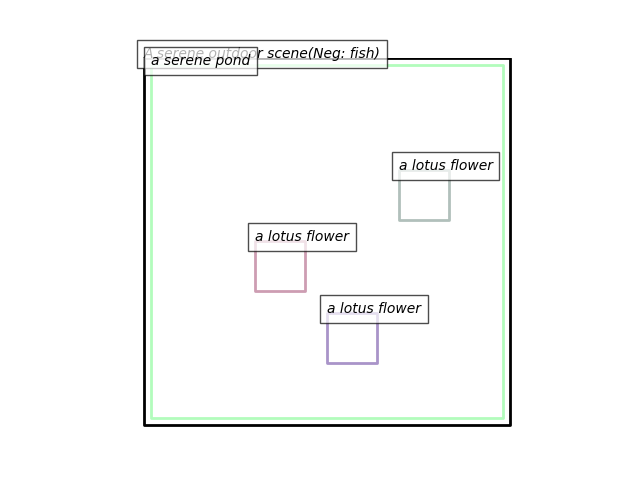 A serene outdoor scene(Neg: fish)
a serene pond
a lotus flower
a lotus flower
a lotus flower